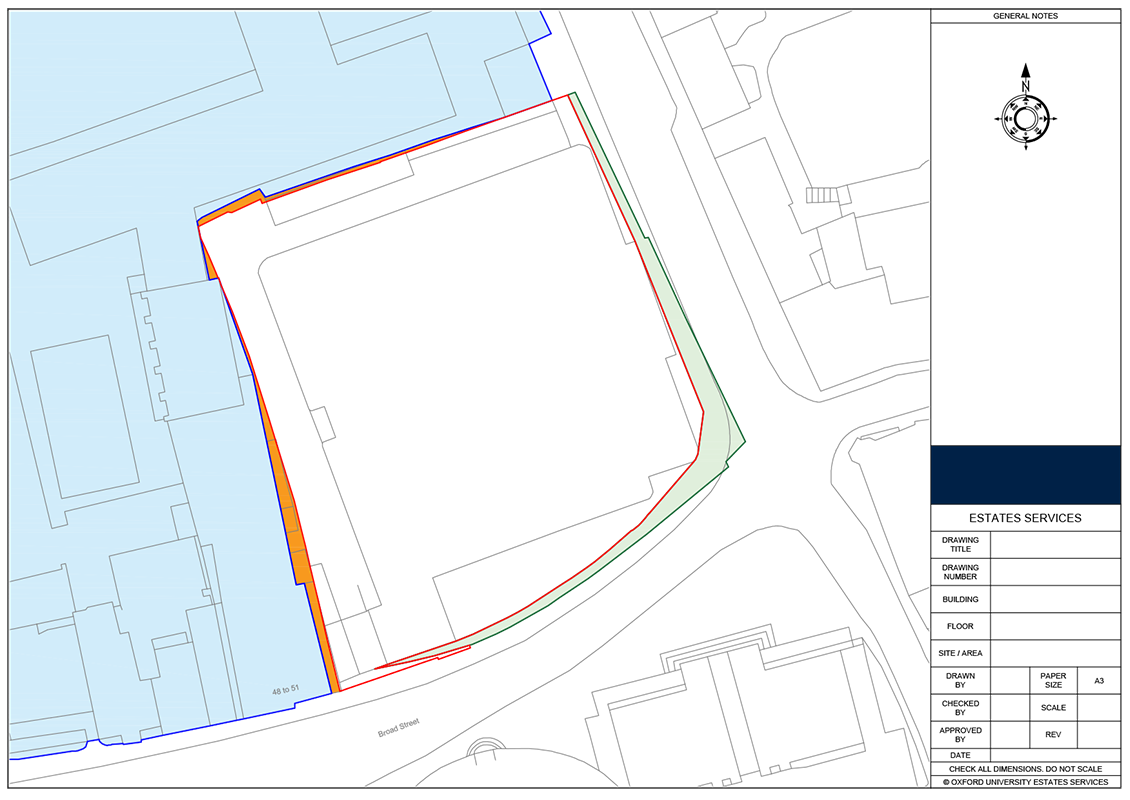 GENERAL NOTES
N
48 to 51
Broad Street
ESTATES SERVICES
DRAWING
TITLE
DRAWING
NUMBER
BUILDING
FLOOR
SITE / AREA
DRAWN
BY
PAPER
SIZE
A3
CHECKED
BY
SCALE
APPROVED
BY
REV
DATE
CHECK ALL DIMENSIONS. DO NOT SCALE
© OXFORD UNIVERSITY ESTATES SERVICES